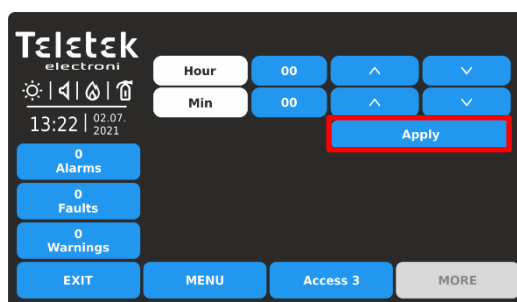 Teletek
electroni
13:22 02.07.
2021
0
Alarms
0
Faults
0
Warnings
EXIT
Hour 00
Min 00
Apply
MENU
Access 3
MORE